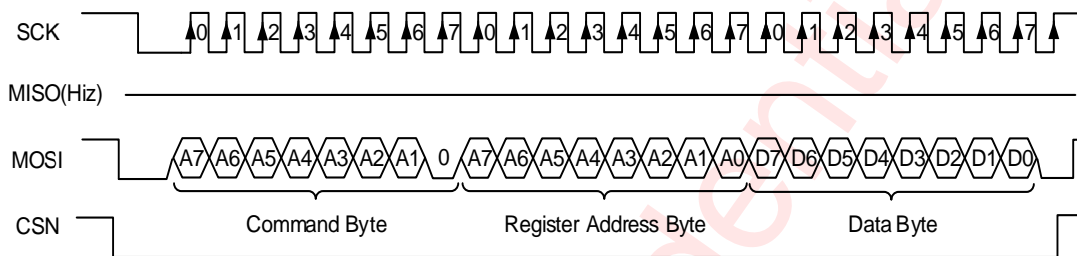 SCK 0 1 2 3 4 5 6 7 0 1 2 3 4 5 6 7 0 1 2 3 4 5 6 7
MISO(Hiz)
MOSI A7 A6 A5 A4 A3 A2 A1 0 A7 A6 A5 A4 A3 A2 A1 A0 D7 D6 D5 D4 D3 D2 D1 D0
Command Byte Register Address Byte Data Byte
CSN